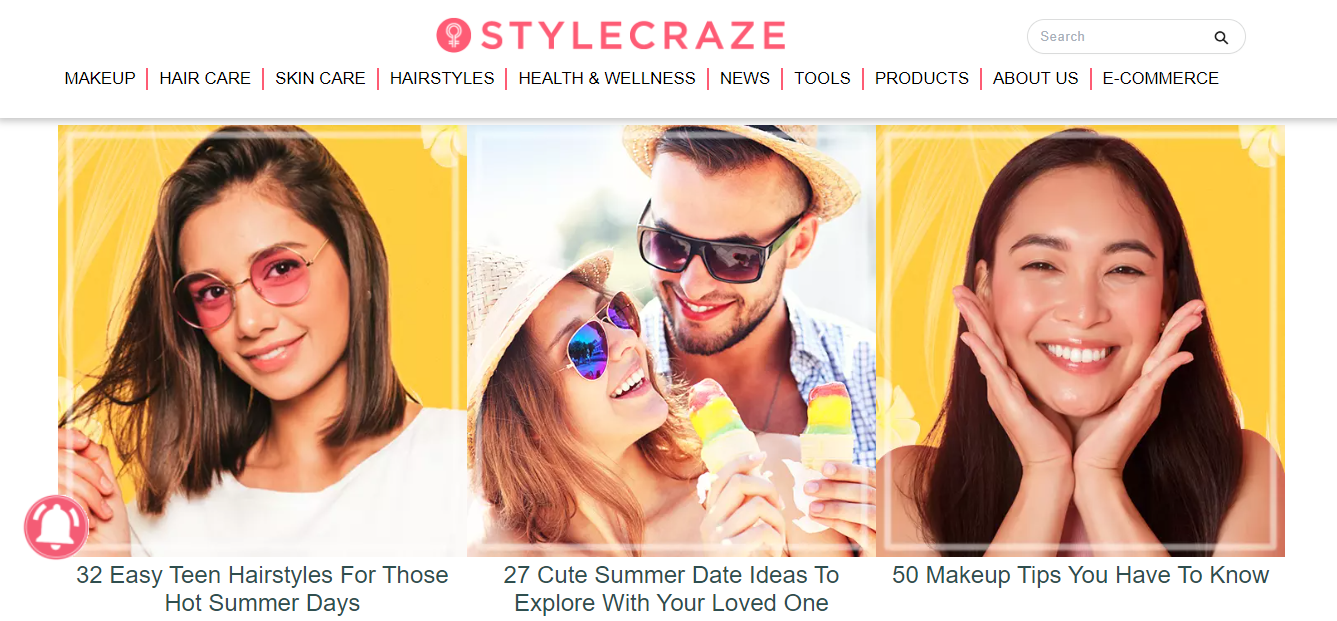 STYLECRAZE
Search
MAKEUP HAIR CARE SKIN CARE HAIRSTYLES HEALTH & WELLNESS NEWS TOOLS PRODUCTS ABOUT US E-COMMERCE
32 Easy Teen Hairstyles For Those
Hot Summer Days
27 Cute Summer Date Ideas To
Explore With Your Loved One
50 Makeup Tips You Have To Know